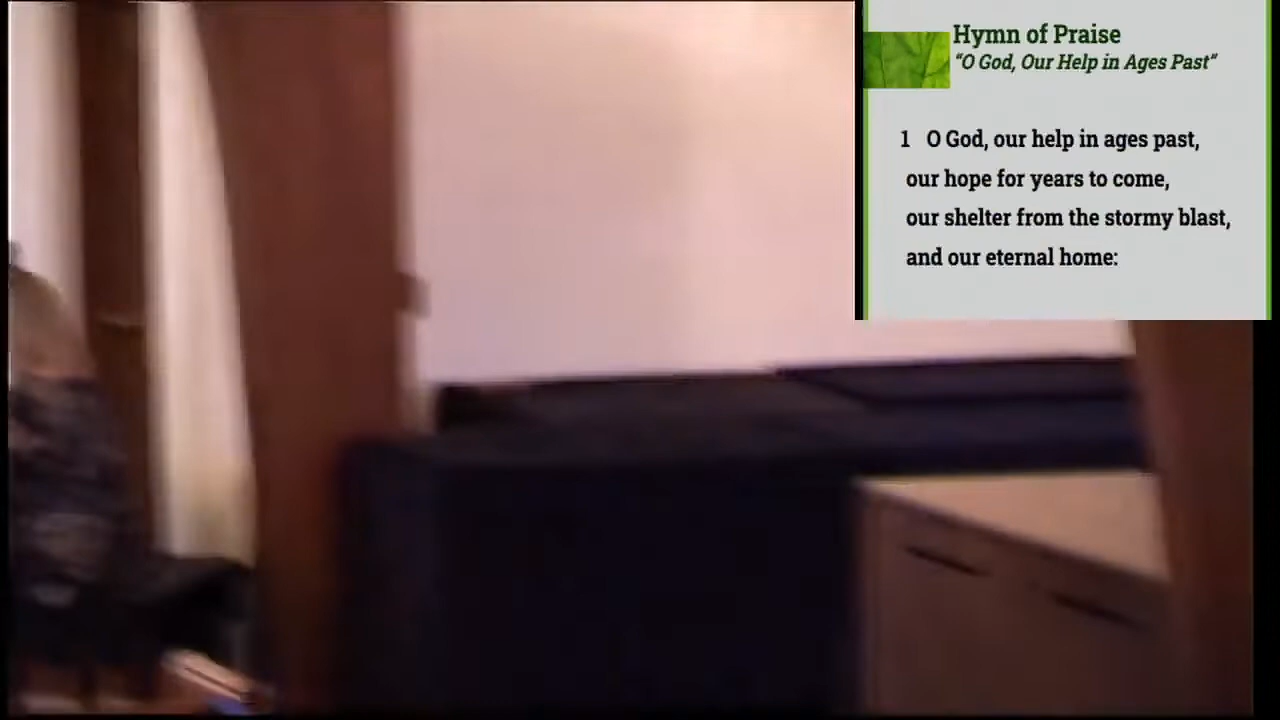 Hymn of Praise
“O God, Our Help in Ages Past”
1 O God, our help in ages past,
our hope for years to come,
our shelter from the stormy blast,
and our eternal home: